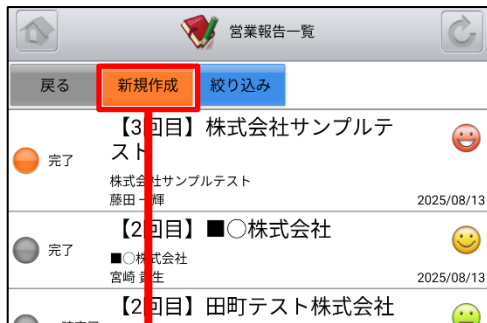 営業報告一覧
戻る 新規作成 絞り込み
【3回目】株式会社サンプルテ
スト
完了
株式会社サンプルテスト
藤田 一輝
2025/08/13
【2回目】■○株式会社
完了
■○株式会社
宮崎 貴生
2025/08/13
【2回目】田町テスト株式会社